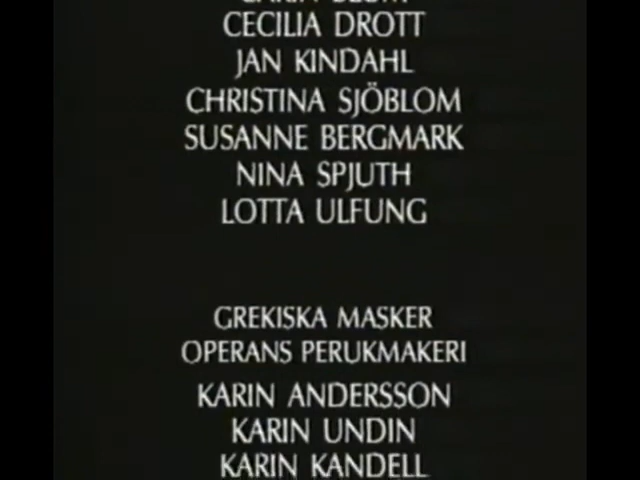 CECILIA DROTT
JAN KINDAHL
CHRISTINA SJÖBLOM
SUSANNE BERGMARK
NINA SPJUTH
LOTTA ULFUNG
GREKISKA MASKER
OPERANS PERUKMAKERI
KARIN ANDERSSON
KARIN UNDIN
KARIN KANDELL